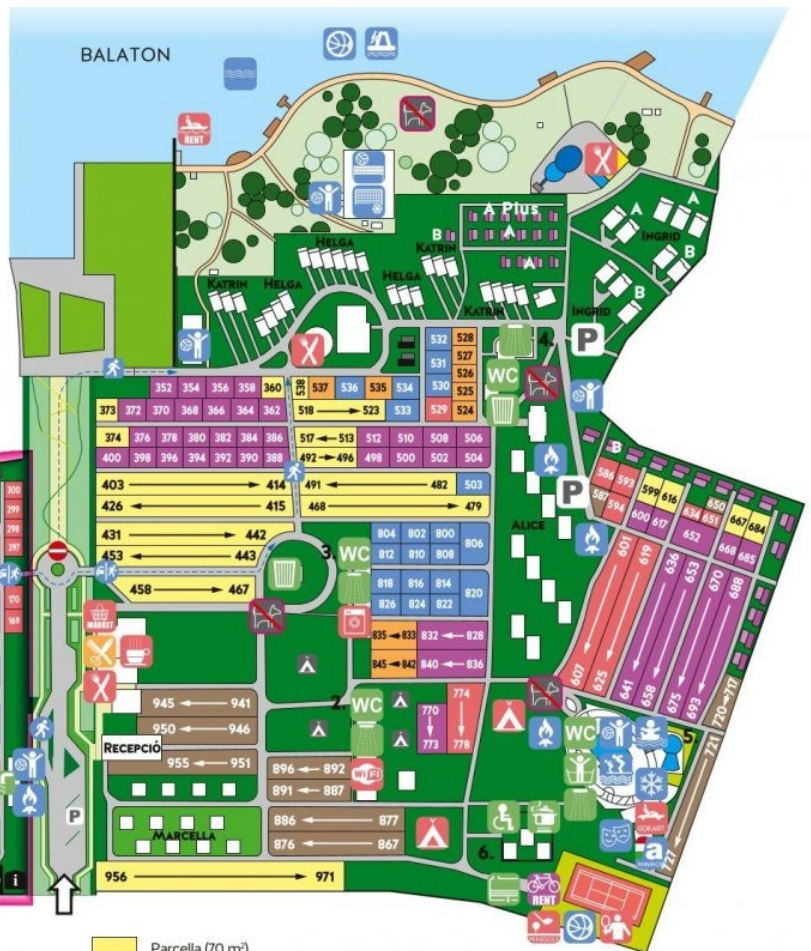 BALATON
RENT
A Plus
A
B
A
A
HELGA
KATRIN
HELGA
KATRIN
HELGA
KATRIN
A
A
INGRID
B
B
INGRID
P
4.
WC
532 528
527
531 526
530 525
529 524
352 354 356 358 360
538 537 536 535 534
373 372 370 368 366 364 362
518 523 533
374 376 378 380 382 384 386
517 513 512 510 508 506
400 398 396 394 392 390 388
492 496 498 500 502 504
403 414 491 482 503
426 415 468 479
431 442
453 443
458 467
3. WC
804 802 800 806
812 810 808
818 816 814 820
826 824 822
835 833 832 828
845 842 840 836
ALICE
P
B
586 593 599 616 634 650 667 684
587 594 600 617 651 652 668 685
601 619 636 653 670 688
607 625 641 658 675 693
720 717
721
727
300
299
298
297
170
169
MARKET
2. WC
770 774
773 778
945 941
950 946
955 951
RECEPCIÓ
896 892
891 887
WiFi
886 877
876 867
MARCELLA
P
956 971
i
WC
5.
GOKART
a
6.
RENT
Parcella (70 m²)